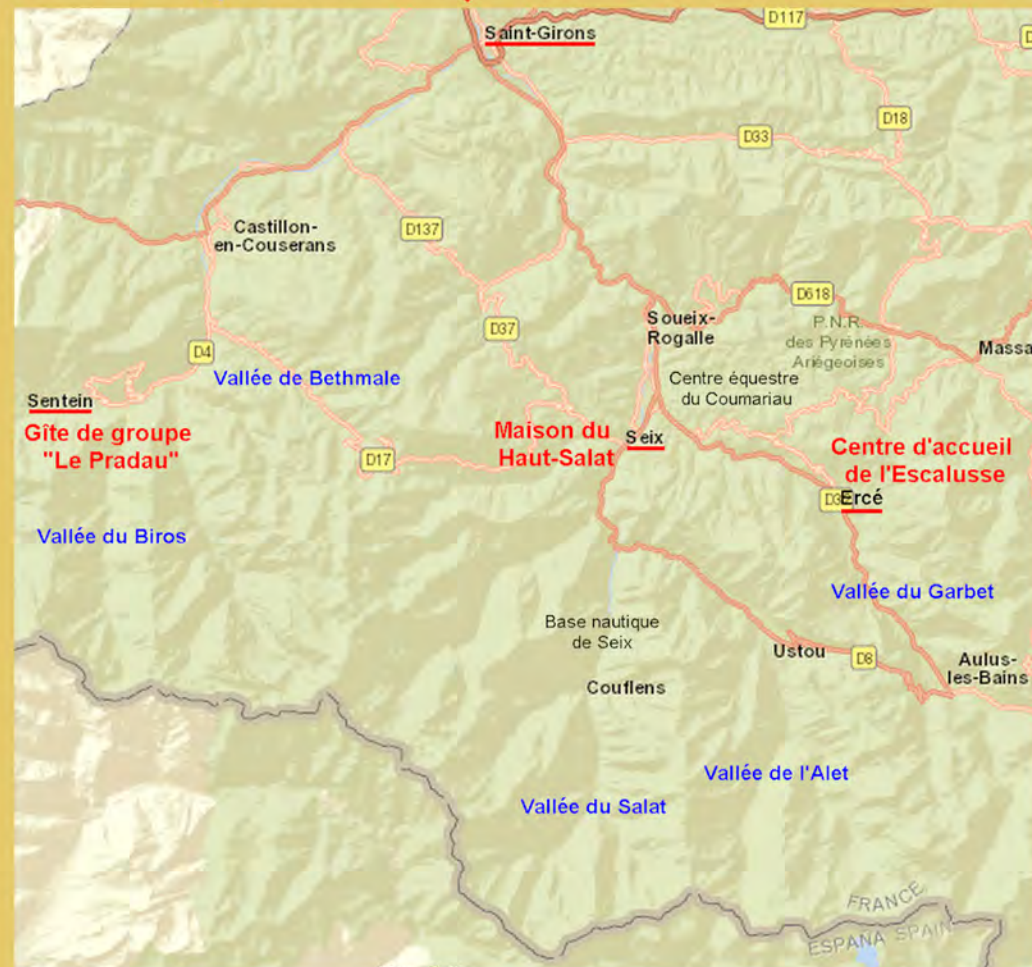 D117
Saint-Girons
D18
D33
Castillon-
en-Couserans
D137
D618
Soueix-
Rogalle
P.N.R.
des Pyrénées
Ariégeoises
D37
Massa
D4
Vallée de Bethmale
Centre équestre
du Coumariau
Sentein
Gîte de groupe
"Le Pradau"
Maison du
Haut-Salat
Seix
D17
Centre d'accueil
de l'Escalusse
D3
Ercé
Vallée du Biros
Vallée du Garbet
Base nautique
de Seix
Ustou
D8
Aulus-
les-Bains
Couflens
Vallée de l'Alet
Vallée du Salat
FRANCE
ESPAÑA SPAIN